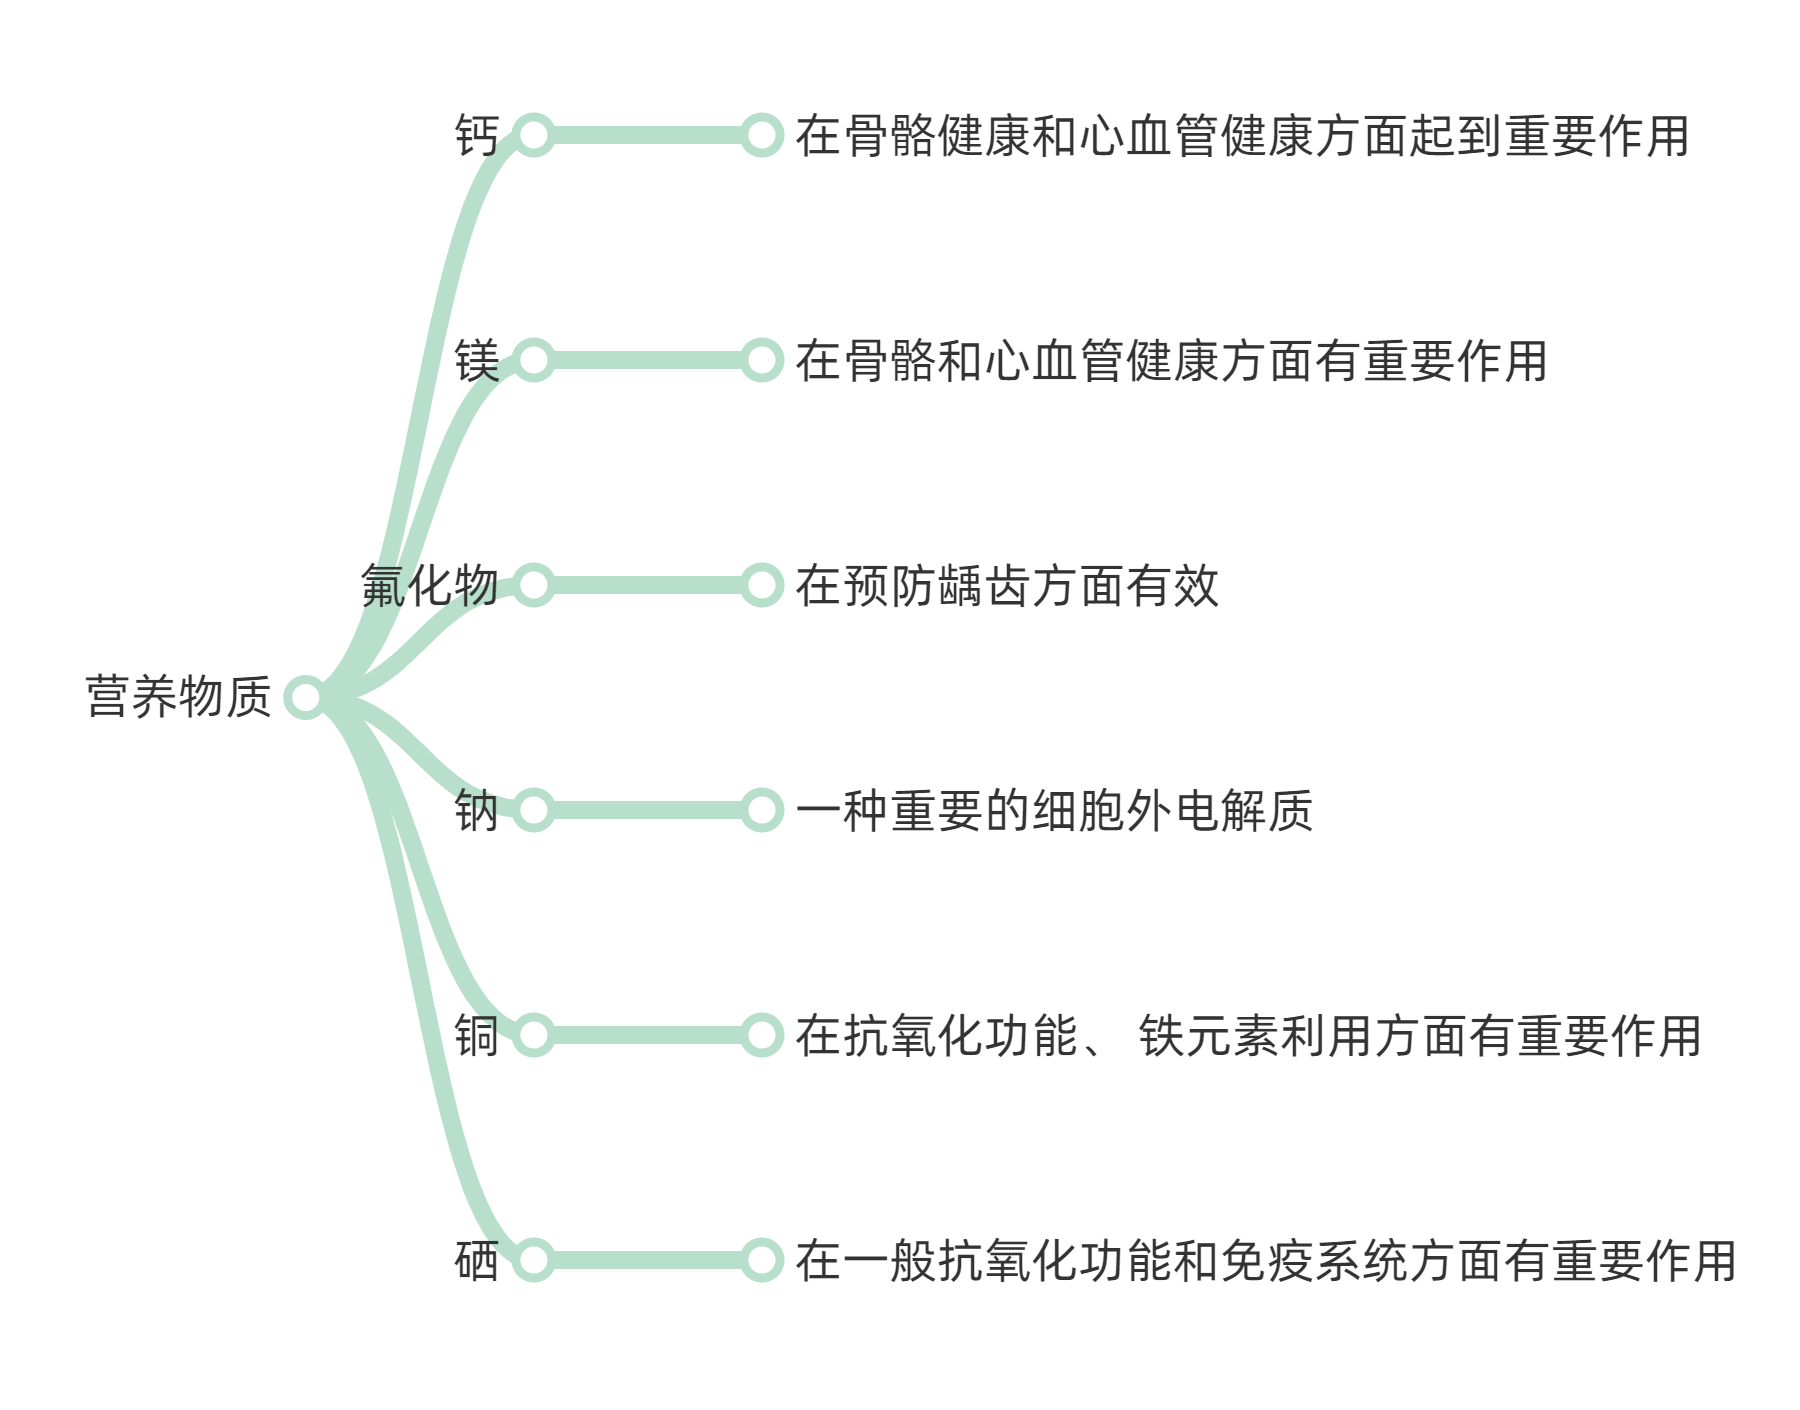 营养物质
钙
在骨骼健康和心血管健康方面起到重要作用
镁
在骨骼和心血管健康方面有重要作用
氟化物
在预防龋齿方面有效
钠
一种重要的细胞外电解质
铜
在抗氧化功能、 铁元素利用方面有重要作用
硒
在一般抗氧化功能和免疫系统方面有重要作用